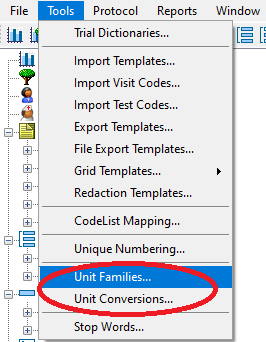 File Tools Protocol Reports Window
Trial Dictionaries...
Import Templates...
Import Visit Codes...
Import Test Codes...
Export Templates...
File Export Templates...
Grid Templates...
Redaction Templates...
CodeList Mapping...
Unique Numbering...
Unit Families...
Unit Conversions...
Stop Words...